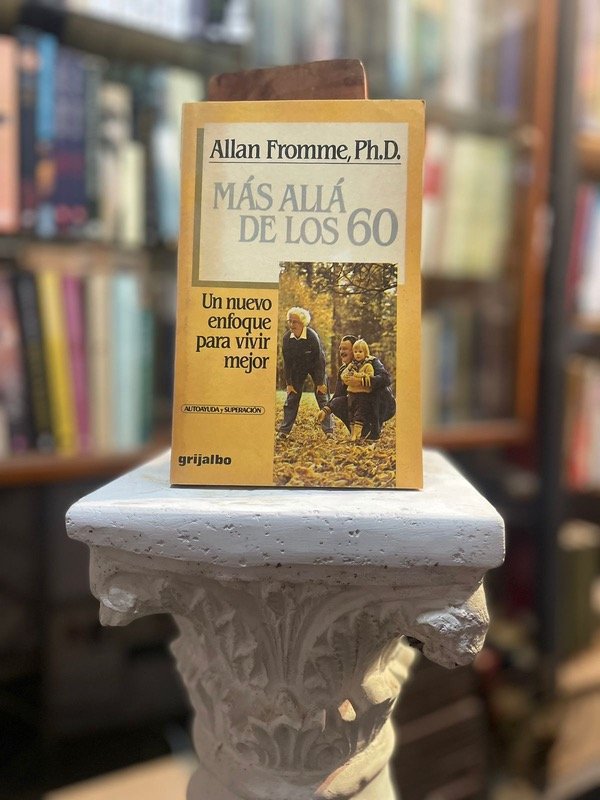 Allan Fromme, Ph.D.
MÁS ALLÁ
DE LOS 60
Un nuevo
enfoque
para vivir
mejor
AUTOAYUDA y SUPERACIÓN
grijalbo